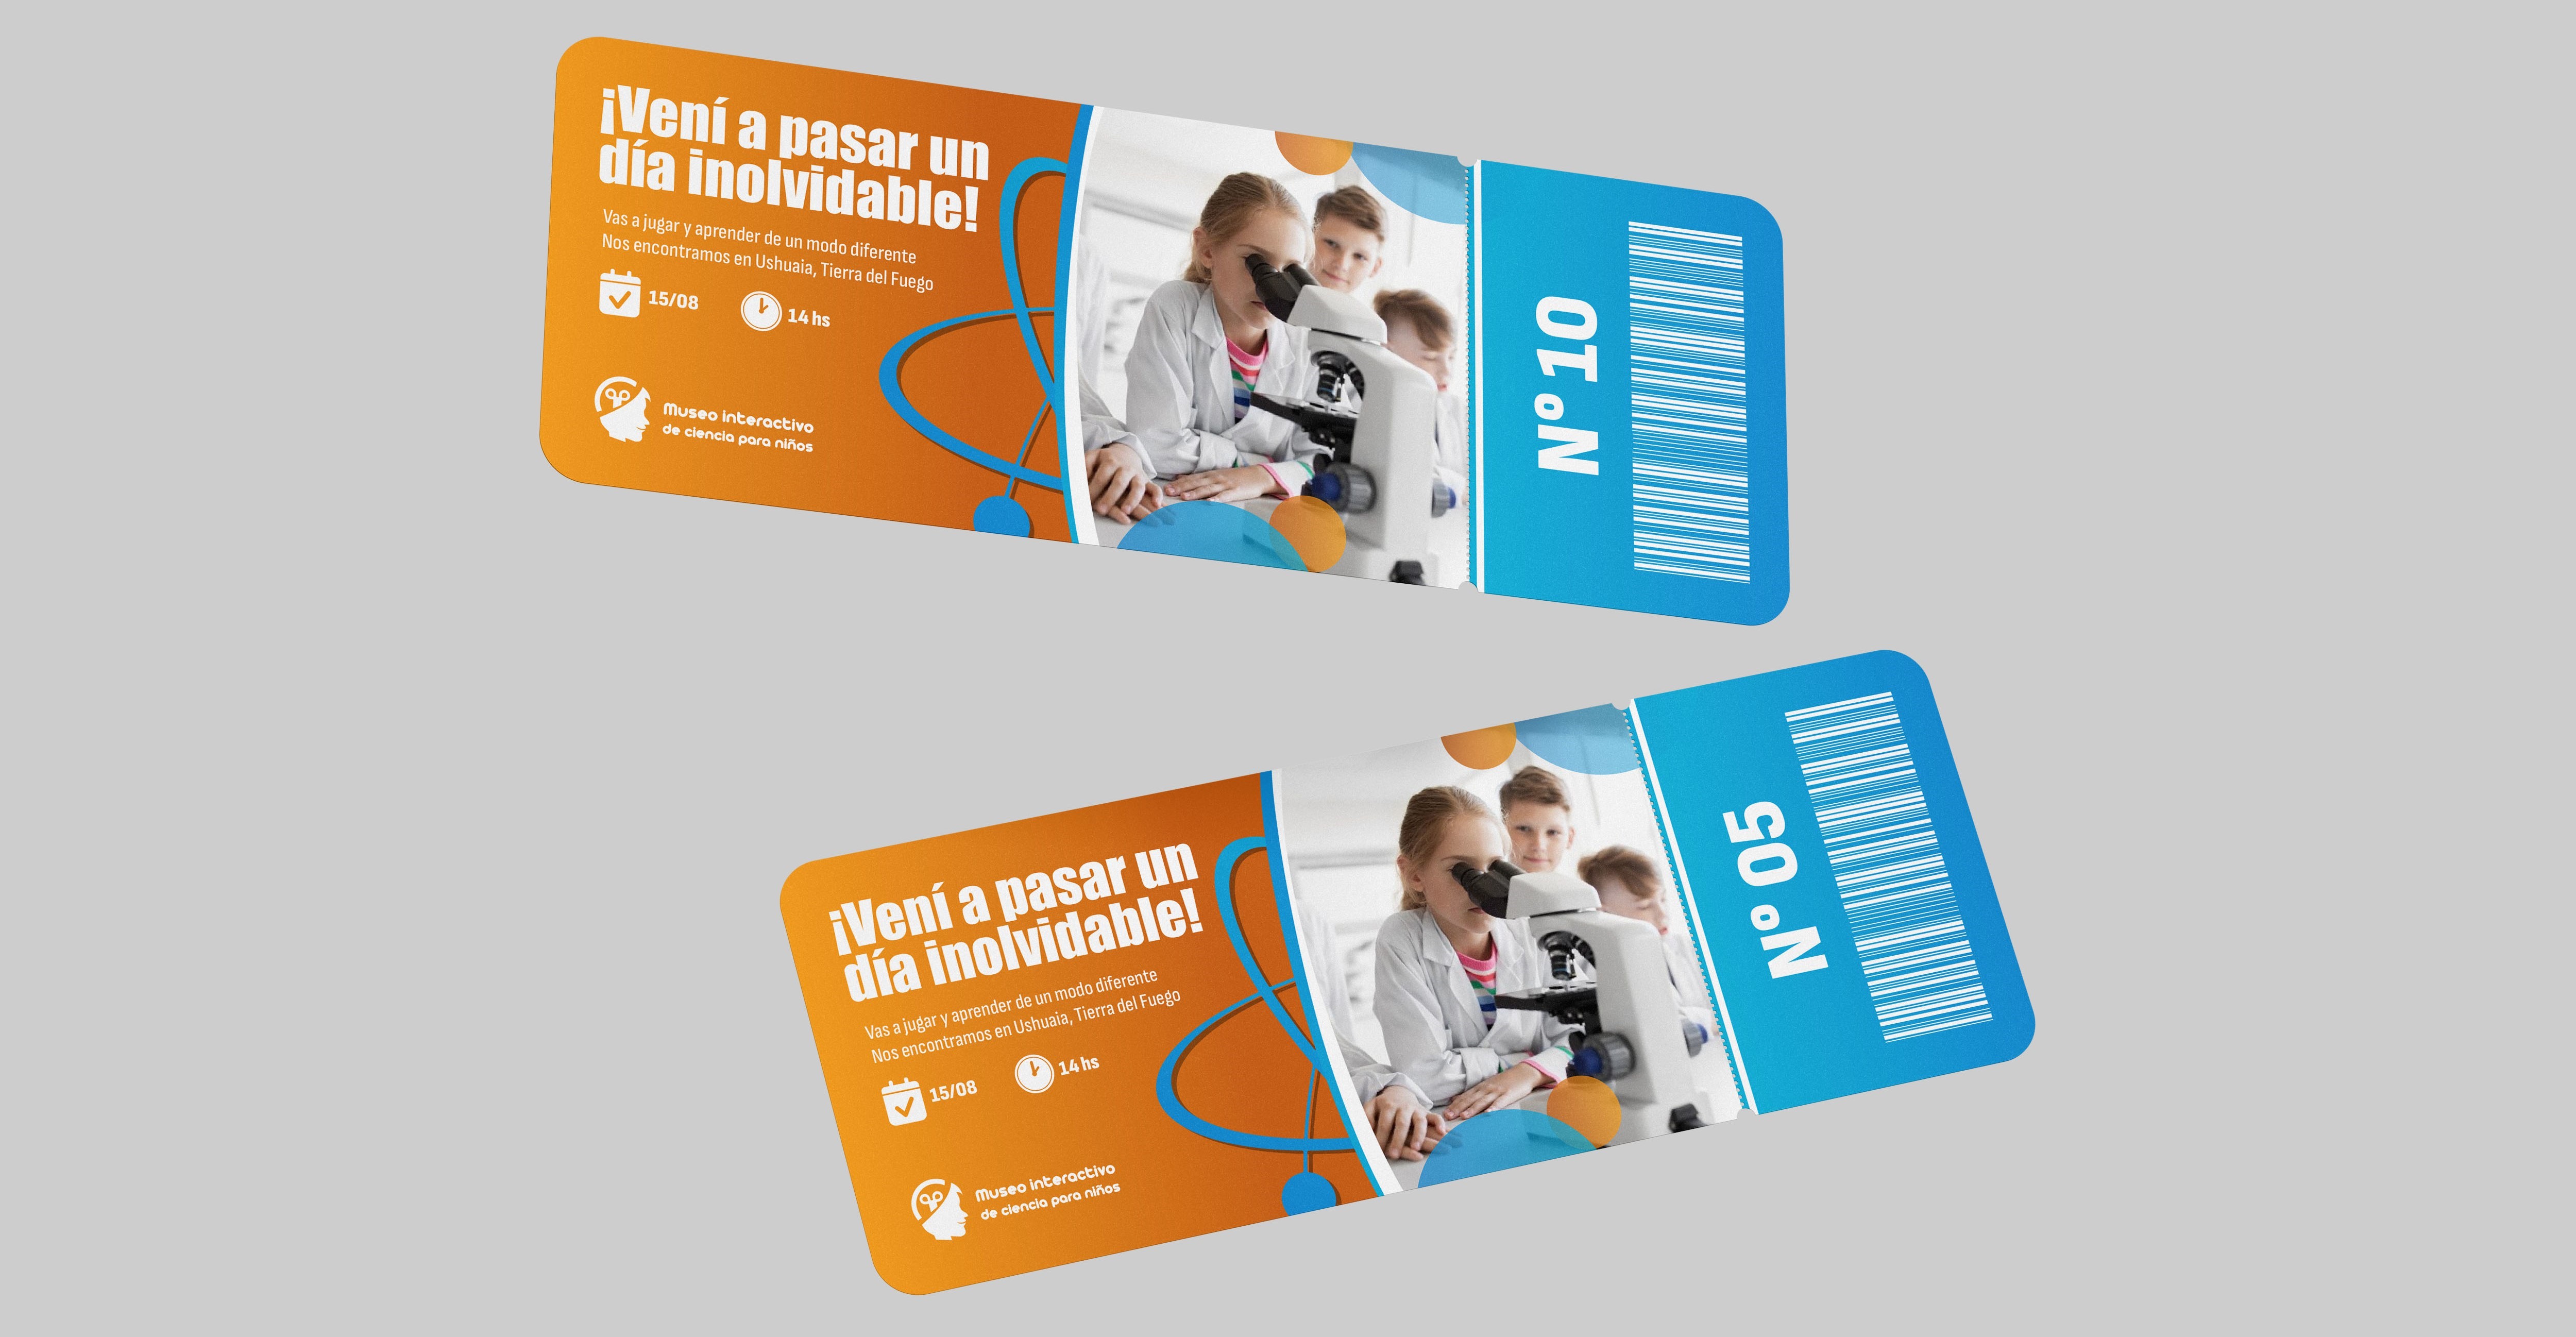 ¡Vení a pasar un
día inolvidable!
Vas a jugar y aprender de un modo diferente
Nos encontramos en Ushuaia, Tierra del Fuego
15/08
14 hs
Museo interactivo
de ciencia para niños
Nº 10
¡Vení a pasar un
día inolvidable!
Vas a jugar y aprender de un modo diferente
Nos encontramos en Ushuaia, Tierra del Fuego
15/08
14 hs
Museo interactivo
de ciencia para niños
Nº 05